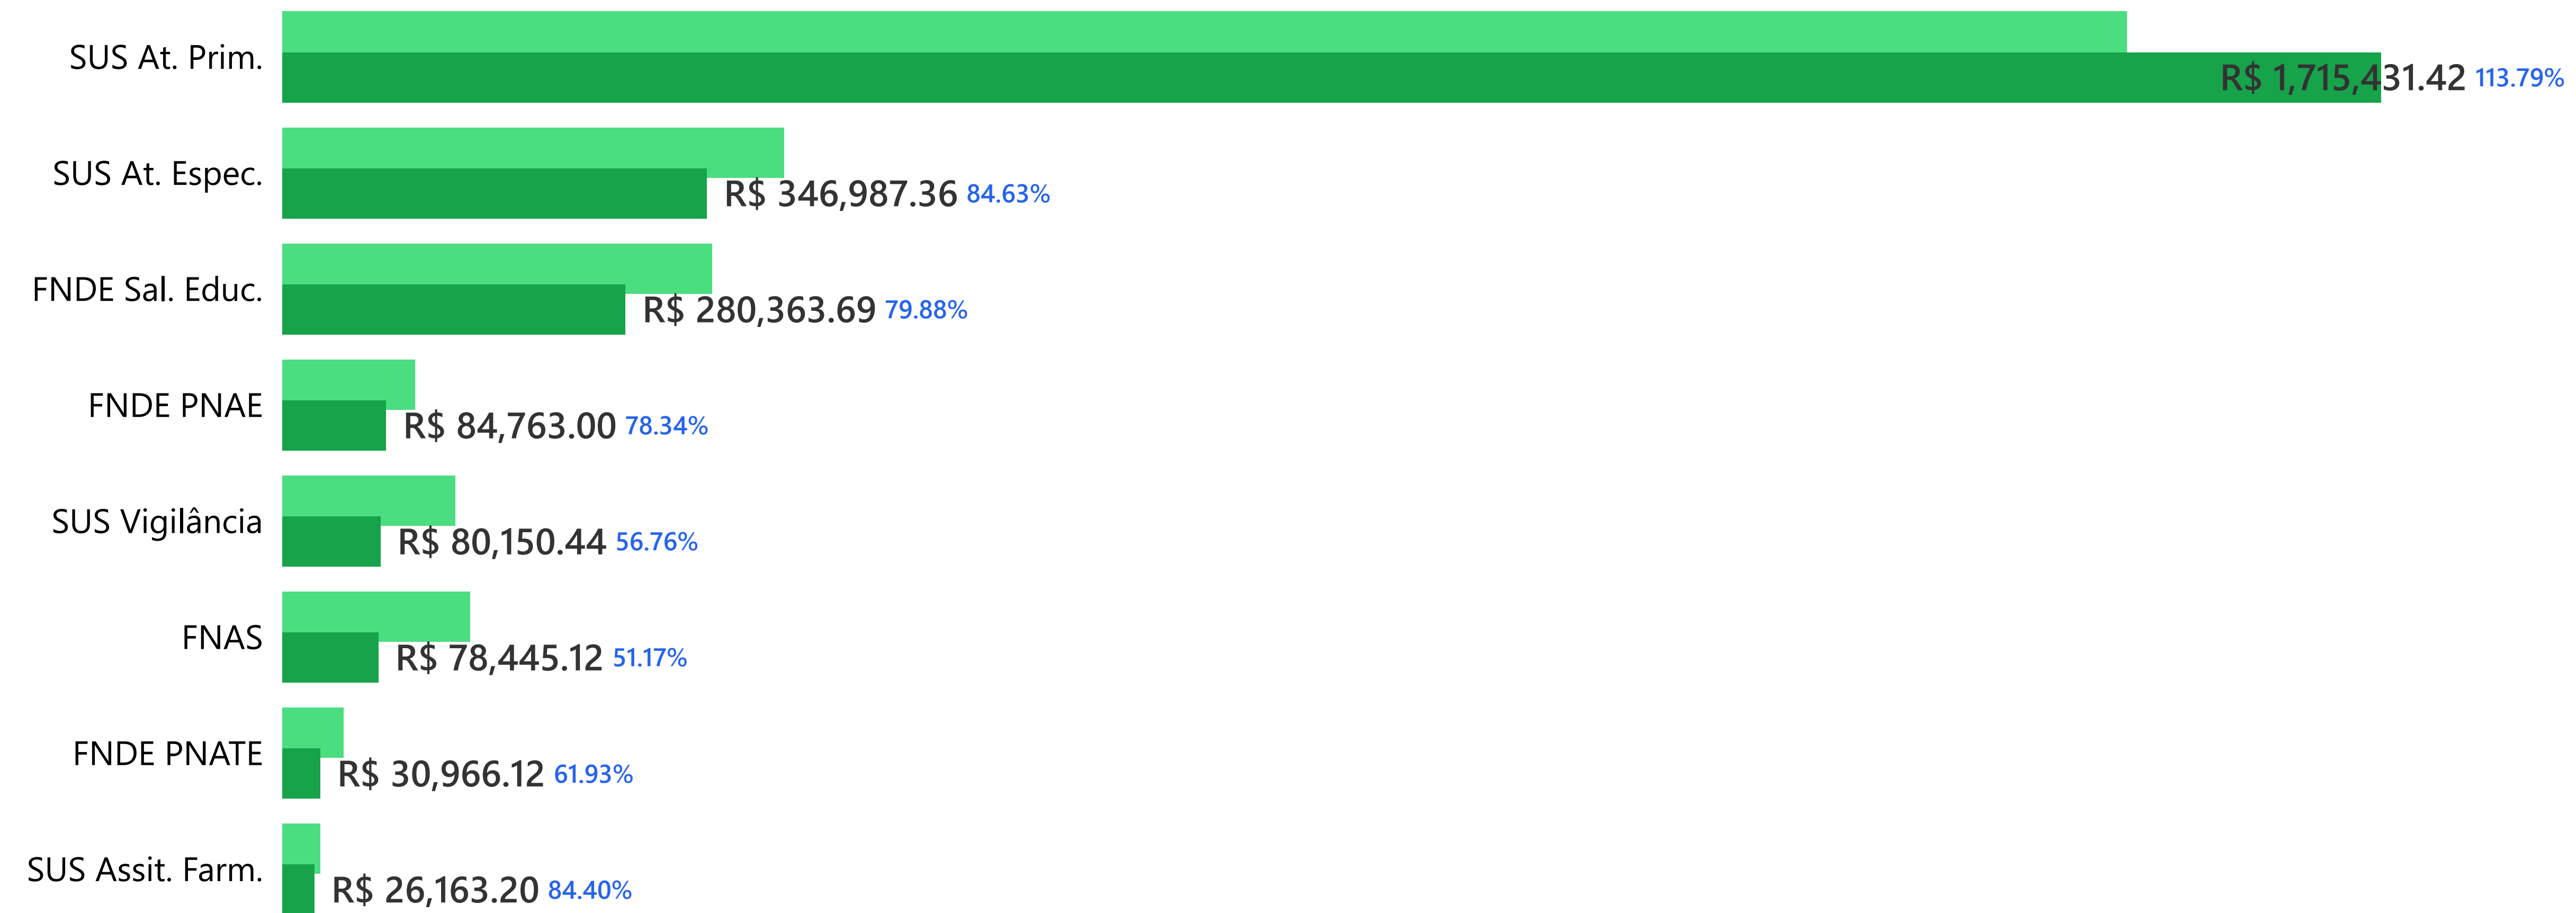 SUS At. Prim.
R$ 1,715,431.42 113.79%
SUS At. Espec.
R$ 346,987.36 84.63%
FNDE Sal. Educ.
R$ 280,363.69 79.88%
FNDE PNAE
R$ 84,763.00 78.34%
SUS Vigilância
R$ 80,150.44 56.76%
FNAS
R$ 78,445.12 51.17%
FNDE PNATE
R$ 30,966.12 61.93%
SUS Assit. Farm.
R$ 26,163.20 84.40%